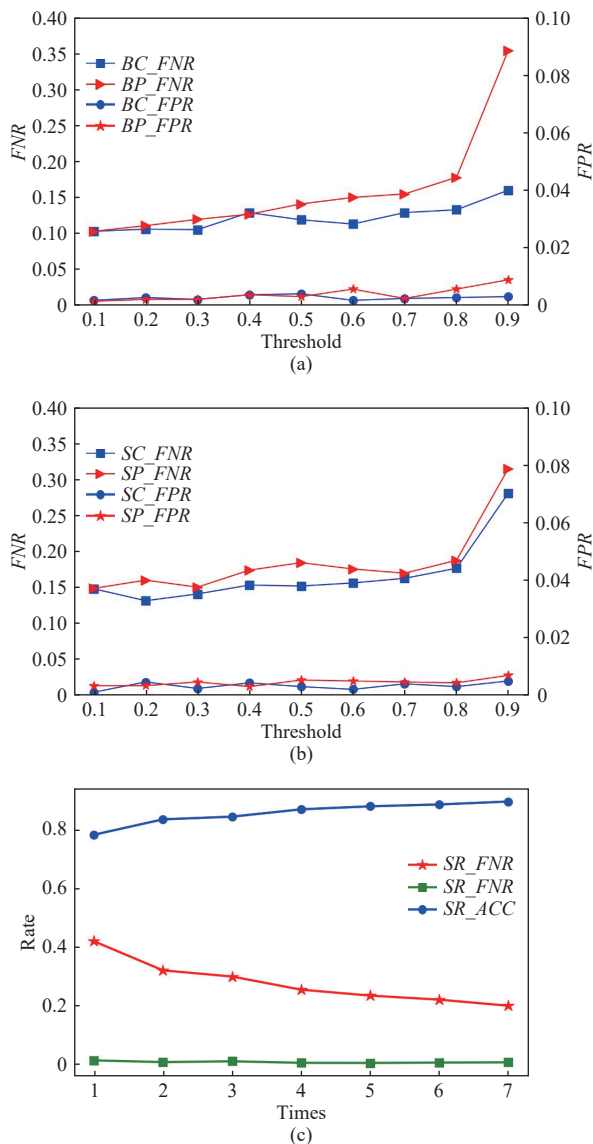 0.40
0.35
0.30
0.25
0.20
0.15
0.10
0.05
0
FNR
BC_FNR
BP_FNR
BC_FPR
BP_FPR
0.10
0.08
0.06
0.04
0.02
0
FPR
0.1 0.2 0.3 0.4 0.5 0.6 0.7 0.8 0.9
Threshold
(a)
0.40
0.35
0.30
0.25
0.20
0.15
0.10
0.05
0
FNR
SC_FNR
SP_FNR
SC_FPR
SP_FPR
0.10
0.08
0.06
0.04
0.02
0
FPR
0.1 0.2 0.3 0.4 0.5 0.6 0.7 0.8 0.9
Threshold
(b)
0.8
0.6
0.4
0.2
0
Rate
SR_FNR
SR_FNR
SR_ACC
1 2 3 4 5 6 7
Times
(c)